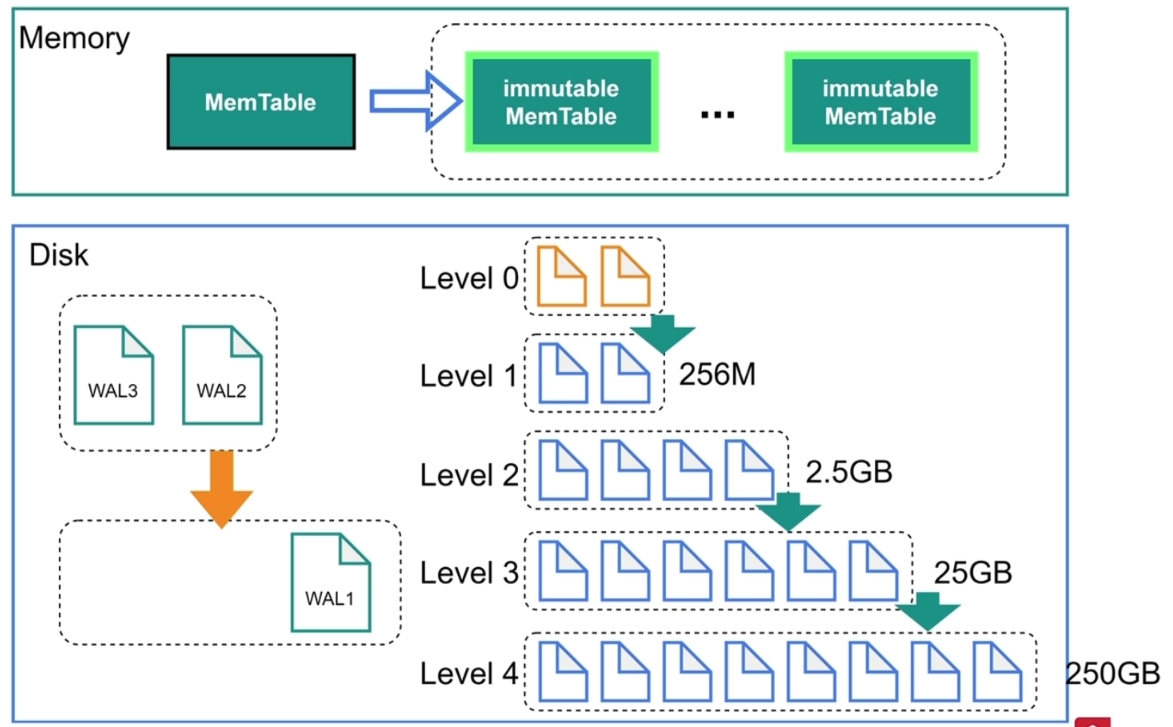 Memory
MemTable
immutable
MemTable
...
immutable
MemTable
Disk
WAL3
WAL2
WAL1
Level 0
Level 1
256M
Level 2
2.5GB
Level 3
25GB
Level 4
250GB